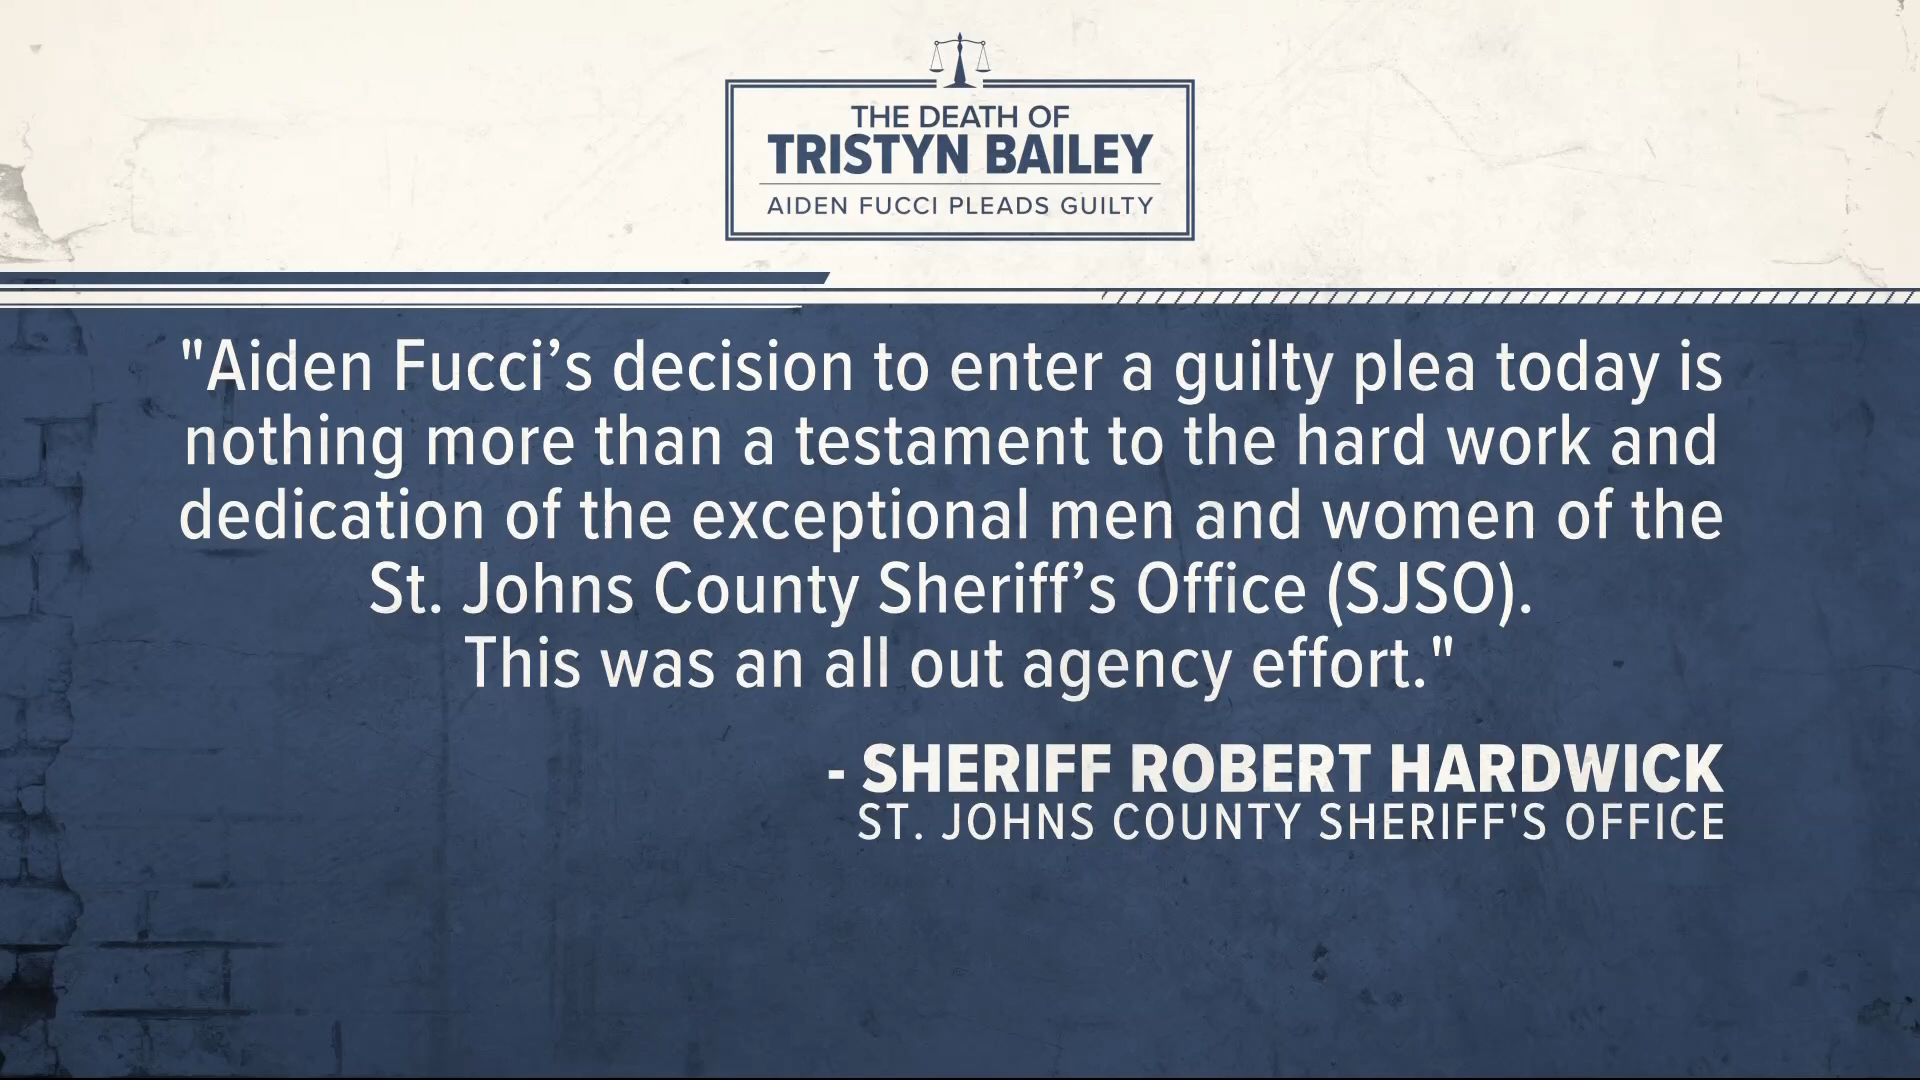 THE DEATH OF
TRISTYN BAILEY
AIDEN FUCCI PLEADS GUILTY
"Aiden Fucci’s decision to enter a guilty plea today is
nothing more than a testament to the hard work and
dedication of the exceptional men and women of the
St. Johns County Sheriff’s Office (SJSO).
This was an all out agency effort."
- SHERIFF ROBERT HARDWICK
ST. JOHNS COUNTY SHERIFF'S OFFICE